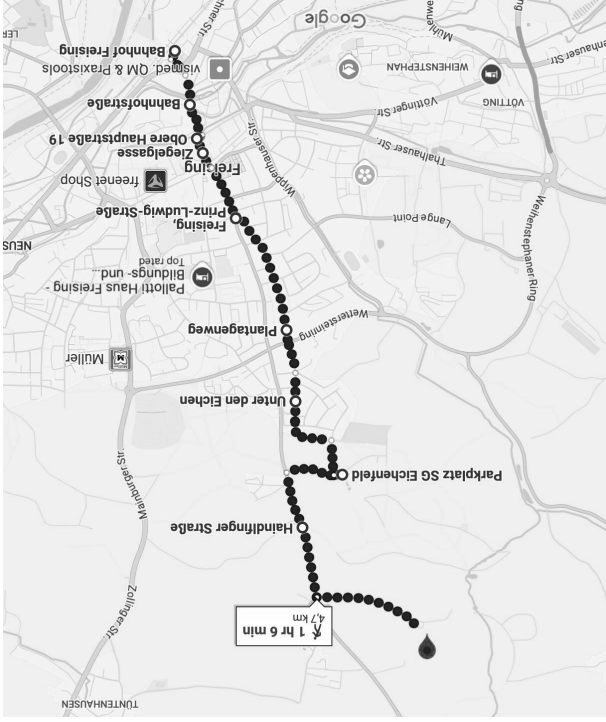 TÜNTENHAUSEN
Zollinger Str.
1 hr 6 min
4,7 km
Haindlfinger Straße
Mainburger Str.
Parkplatz SG Eichenfeld
Unter den Eichen
Müller
Plantagenweg
Wettersteinring
Pallotti Haus Freising -
Bildungs- und...
Top rated
NEUS
Freising,
Prinz-Ludwig-Straße
Lange Point
Weihenstephaner Ring
freenet Shop
Freising
Ziegelgasse
Obere Hauptstraße 19
Wippenhauser Str.
Thalhauser Str.
Bahnhofstraße
Vöttinger Str.
VÖTTING
vismed. QM & Praxistools
WEIHENSTEPHAN
Bahnhof Freising
Google